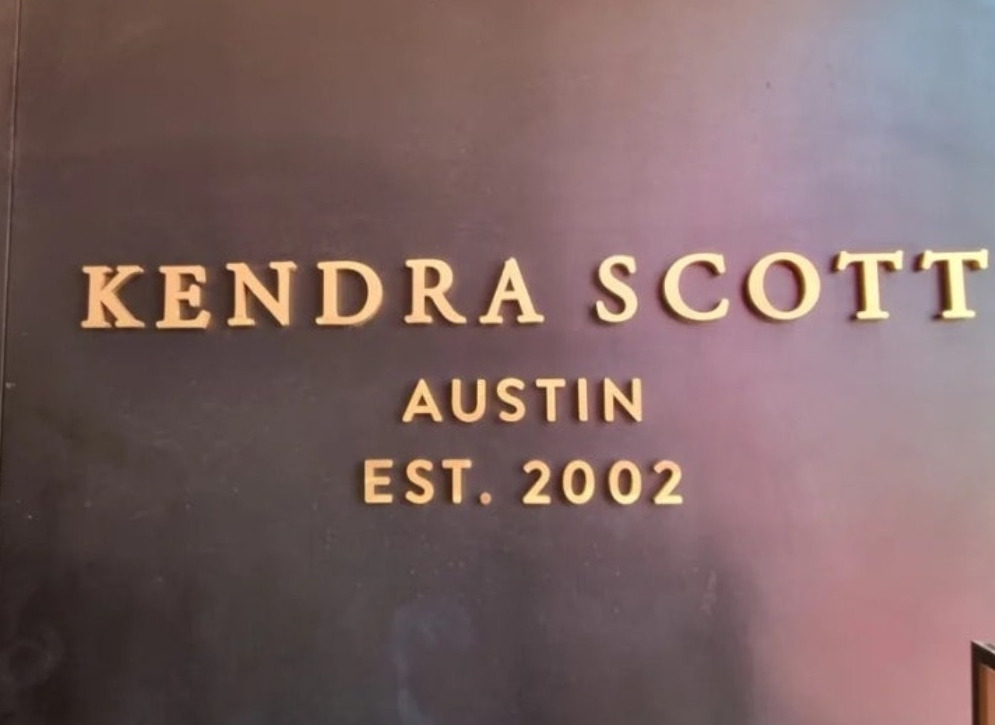 KENDRA SCOTT
AUSTIN
EST. 2002